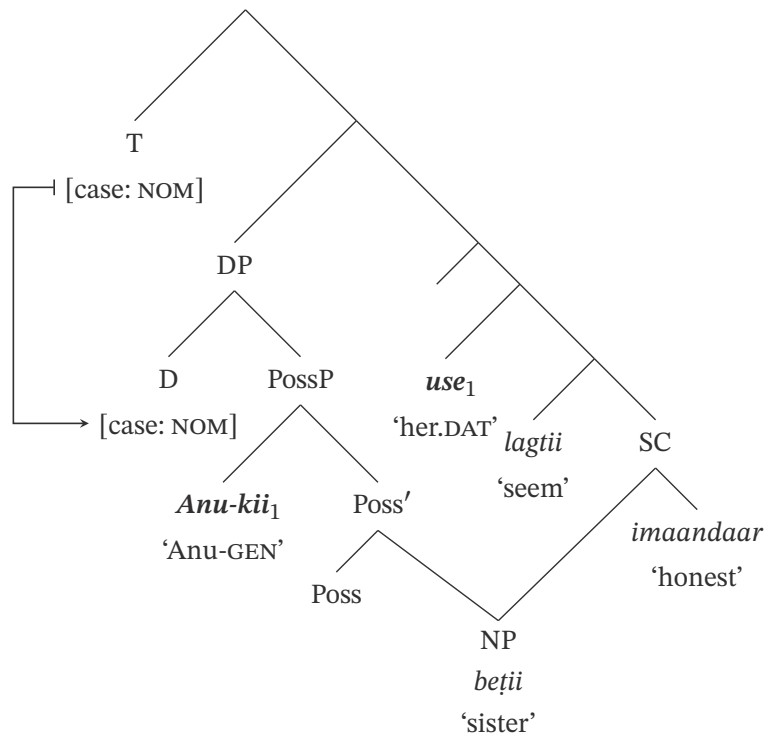 T
[case: NOM]
DP
D
PossP
use₁
[case: NOM]
‘her.DAT’
lagtii
SC
‘seem’
Anu-kii₁
Poss′
imaandaar
‘Anu-GEN’
‘honest’
Poss
NP
beṭii
‘sister’